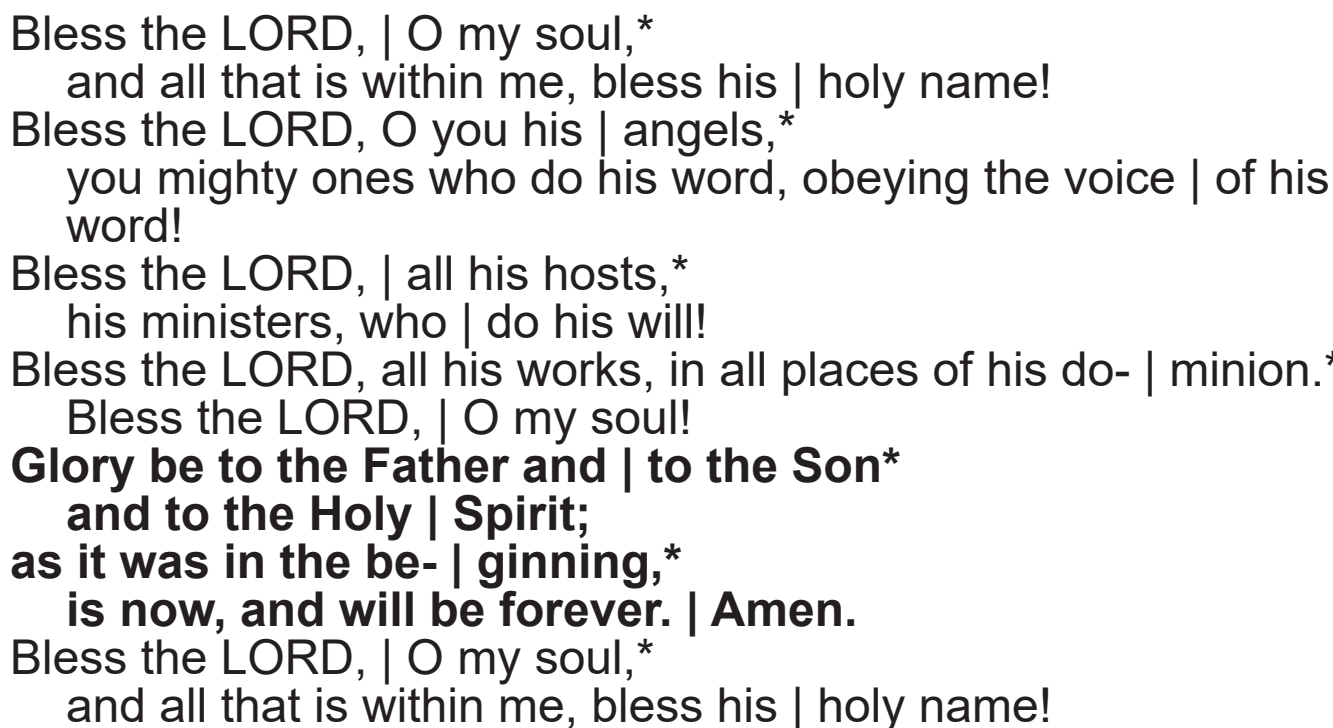 Bless the LORD, | O my soul,*
and all that is within me, bless his | holy name!
Bless the LORD, O you his | angels,*
you mighty ones who do his word, obeying the voice | of his
word!
Bless the LORD, | all his hosts,*
his ministers, who | do his will!
Bless the LORD, all his works, in all places of his do- | minion.*
Bless the LORD, | O my soul!
Glory be to the Father and | to the Son*
and to the Holy | Spirit;
as it was in the be- | ginning,*
is now, and will be forever. | Amen.
Bless the LORD, | O my soul,*
and all that is within me, bless his | holy name!